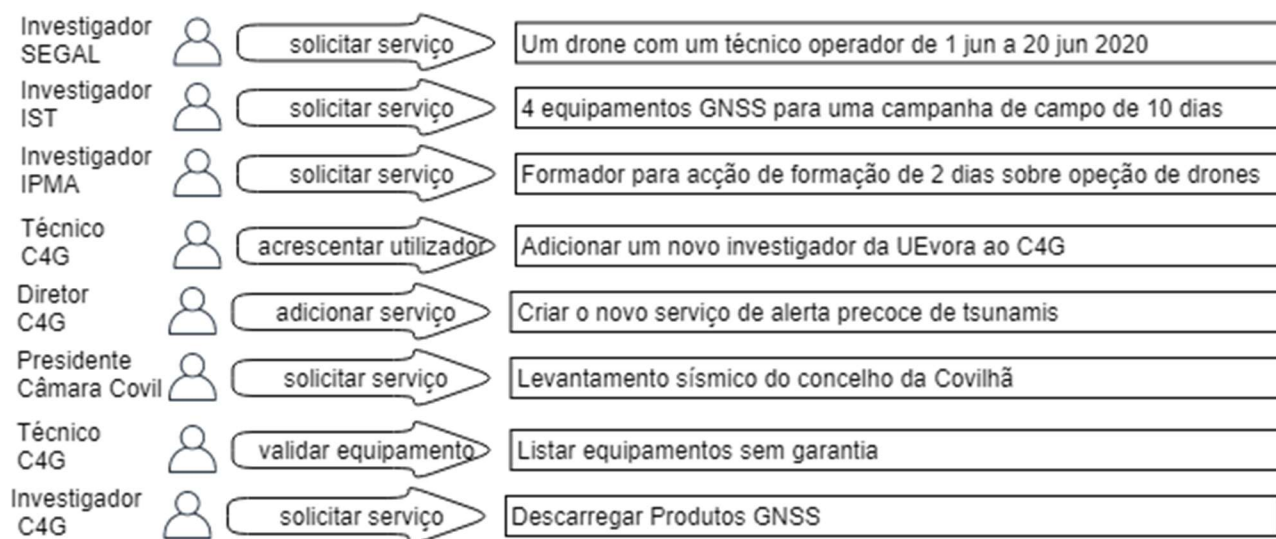 Investigador
SEGAL
solicitar serviço
Um drone com um técnico operador de 1 jun a 20 jun 2020
Investigador
IST
solicitar serviço
4 equipamentos GNSS para uma campanha de campo de 10 dias
Investigador
IPMA
solicitar serviço
Formador para acção de formação de 2 dias sobre opeção de drones
Técnico
C4G
acrescentar utilizador
Adicionar um novo investigador da UEvora ao C4G
Diretor
C4G
adicionar serviço
Criar o novo serviço de alerta precoce de tsunamis
Presidente
Câmara Covil
solicitar serviço
Levantamento sísmico do concelho da Covilhã
Técnico
C4G
validar equipamento
Listar equipamentos sem garantia
Investigador
C4G
solicitar serviço
Descarregar Produtos GNSS